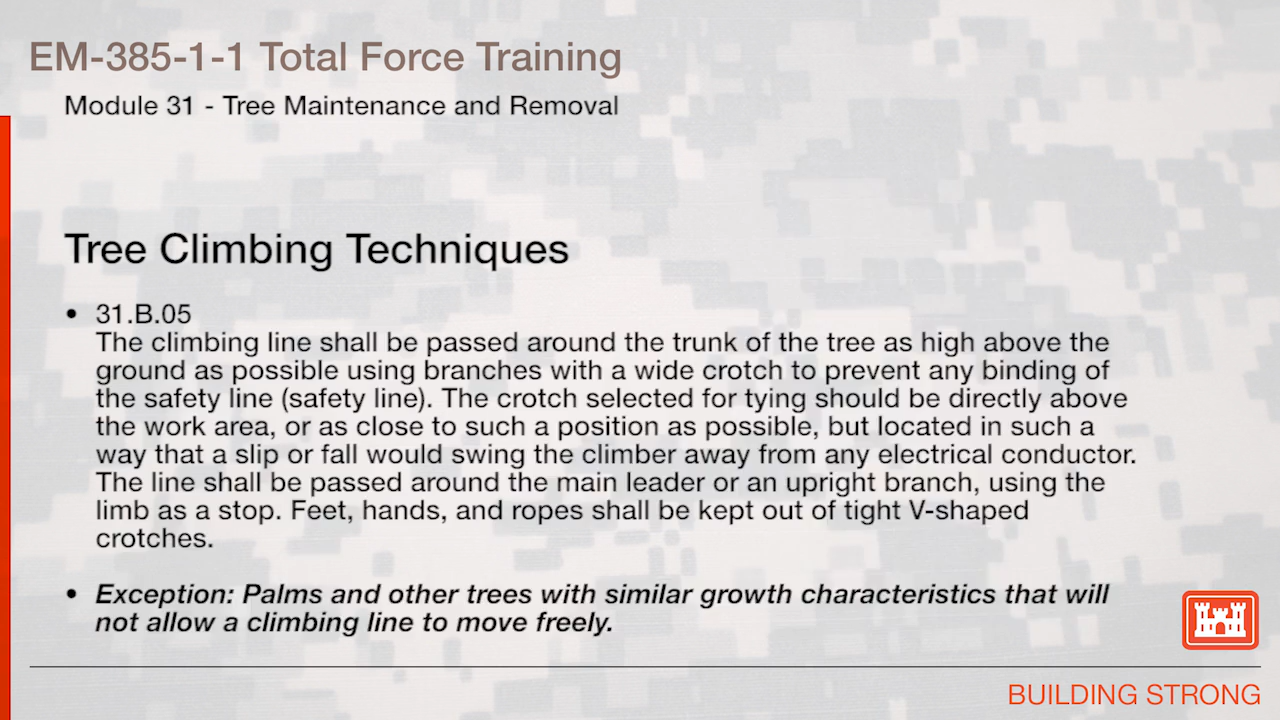 EM-385-1-1 Total Force Training
Module 31 - Tree Maintenance and Removal
Tree Climbing Techniques
• 31.B.05
The climbing line shall be passed around the trunk of the tree as high above the
ground as possible using branches with a wide crotch to prevent any binding of
the safety line (safety line). The crotch selected for tying should be directly above
the work area, or as close to such a position as possible, but located in such a
way that a slip or fall would swing the climber away from any electrical conductor.
The line shall be passed around the main leader or an upright branch, using the
limb as a stop. Feet, hands, and ropes shall be kept out of tight V-shaped
crotches.
• Exception: Palms and other trees with similar growth characteristics that will
not allow a climbing line to move freely.
BUILDING STRONG